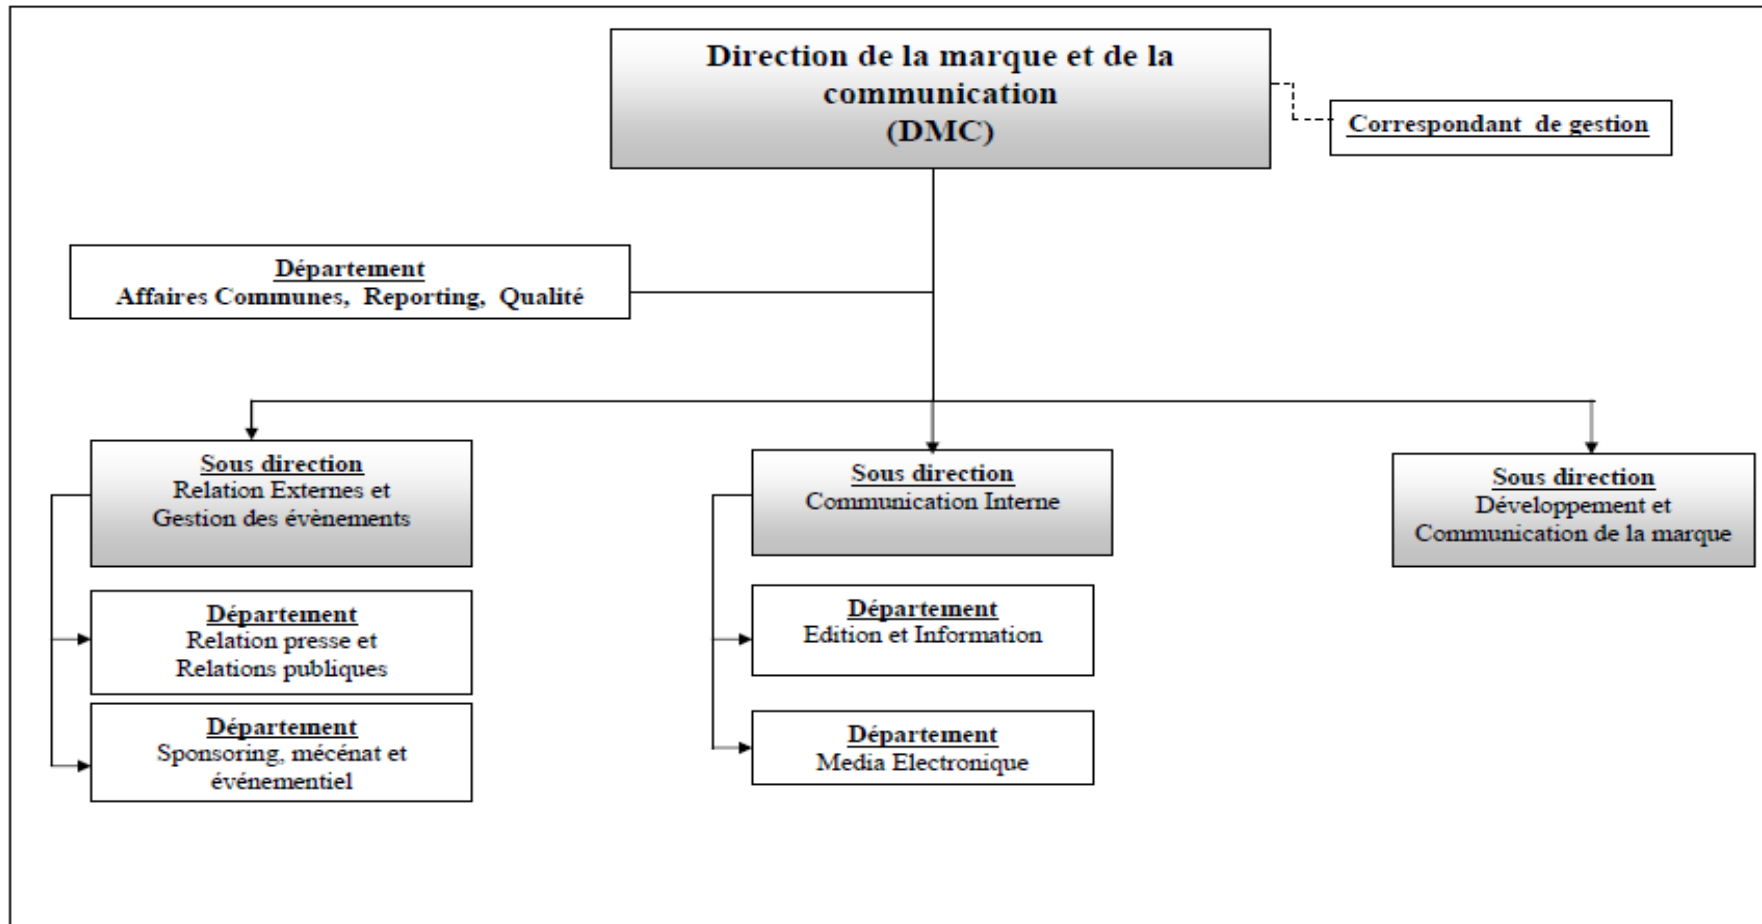 Direction de la marque et de la
communication
(DMC)
Correspondant de gestion
Département
Affaires Communes, Reporting, Qualité
Sous direction
Relation Externes et
Gestion des évènements
Département
Relation presse et
Relations publiques
Département
Sponsoring, mécénat et
événementiel
Sous direction
Communication Interne
Département
Edition et Information
Département
Media Electronique
Sous direction
Développement et
Communication de la marque